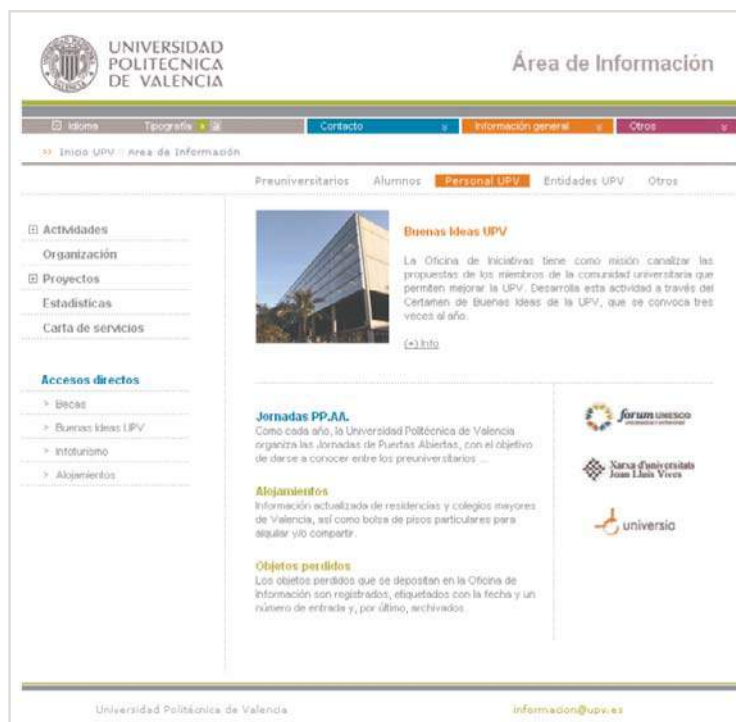 UNIVERSIDAD
POLITECNICA
DE VALENCIA
Área de Información
Idioma Tipografía Contacto Información general Otros
>> Inicio UPV :: Area de Información
Preuniversitarios Alumnos Personal UPV Entidades UPV Otros
Actividades
Organización
Proyectos
Estadísticas
Carta de servicios
Accesos directos
> Becas
> Buenas Ideas UPV
> Infoturismo
> Alojamientos
Buenas Ideas UPV
La Oficina de Iniciativas tiene como misión canalizar las
propuestas de los miembros de la comunidad universitaria que
permiten mejorar la UPV. Desarrolla esta actividad a través del
Certamen de Buenas Ideas de la UPV, que se convoca tres
veces al año.
(+) Info
Jornadas PP.AA.
Como cada año, la Universidad Politécnica de Valencia
organiza las Jornadas de Puertas Abiertas, con el objetivo
de darse a conocer entre los preuniversitarios ...
Alojamientos
Información actualizada de residencias y colegios mayores
de Valencia, así como bolsa de pisos particulares para
alquilar y/o compartir.
Objetos perdidos
Los objetos perdidos que se depositan en la Oficina de
Información son registrados, etiquetados con la fecha y un
número de entrada y, por último, archivados.
forum UNESCO
Xarxa d'universitats
Joan Lluís Vives
universia
Universidad Politécnica de Valencia
informacion@upv.es